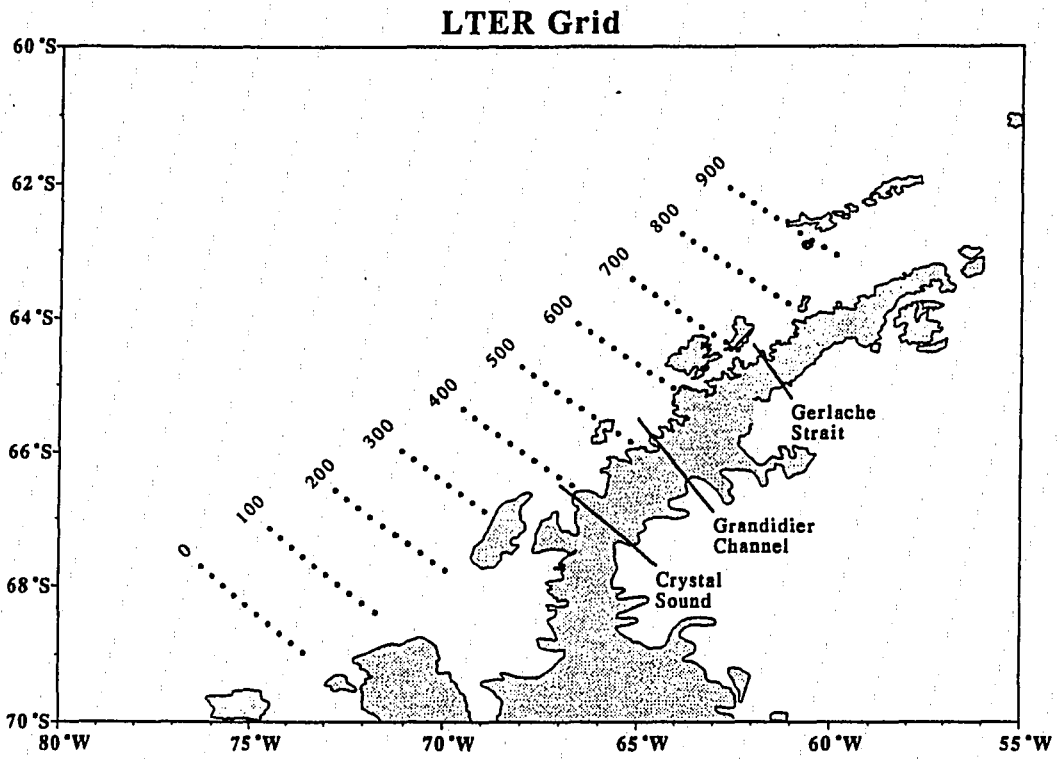 LTER Grid
60°S
62°S
64°S
66°S
68°S
70°S
900
800
700
600
500
400
300
200
100
0
Gerlache
Strait
Grandidier
Channel
Crystal
Sound
80°W
75°W
70°W
65°W
60°W
55°W